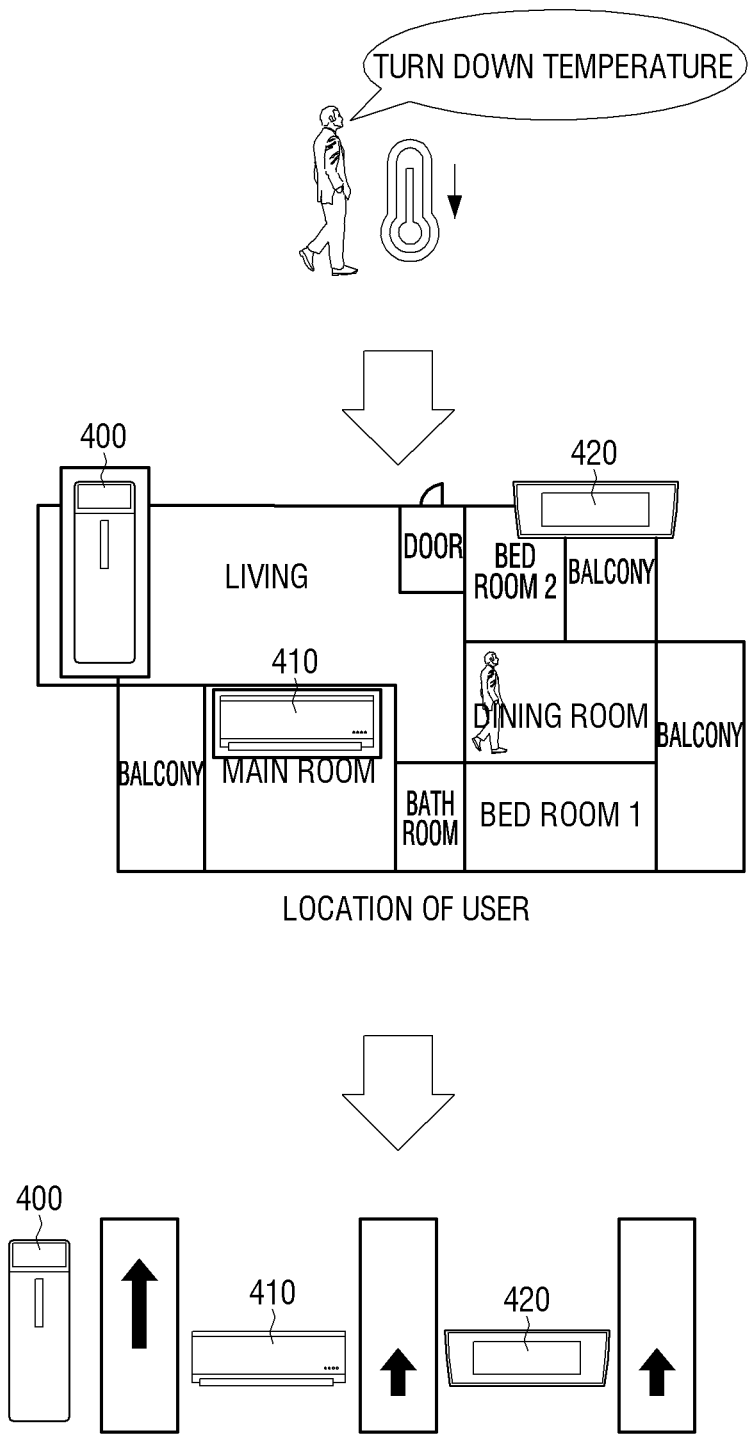 TURN DOWN TEMPERATURE
400
420
LIVING
DOOR
BED
ROOM 2
BALCONY
410
DINING ROOM
BALCONY
BALCONY
MAIN ROOM
BATH
ROOM
BED ROOM 1
LOCATION OF USER
400
410
420